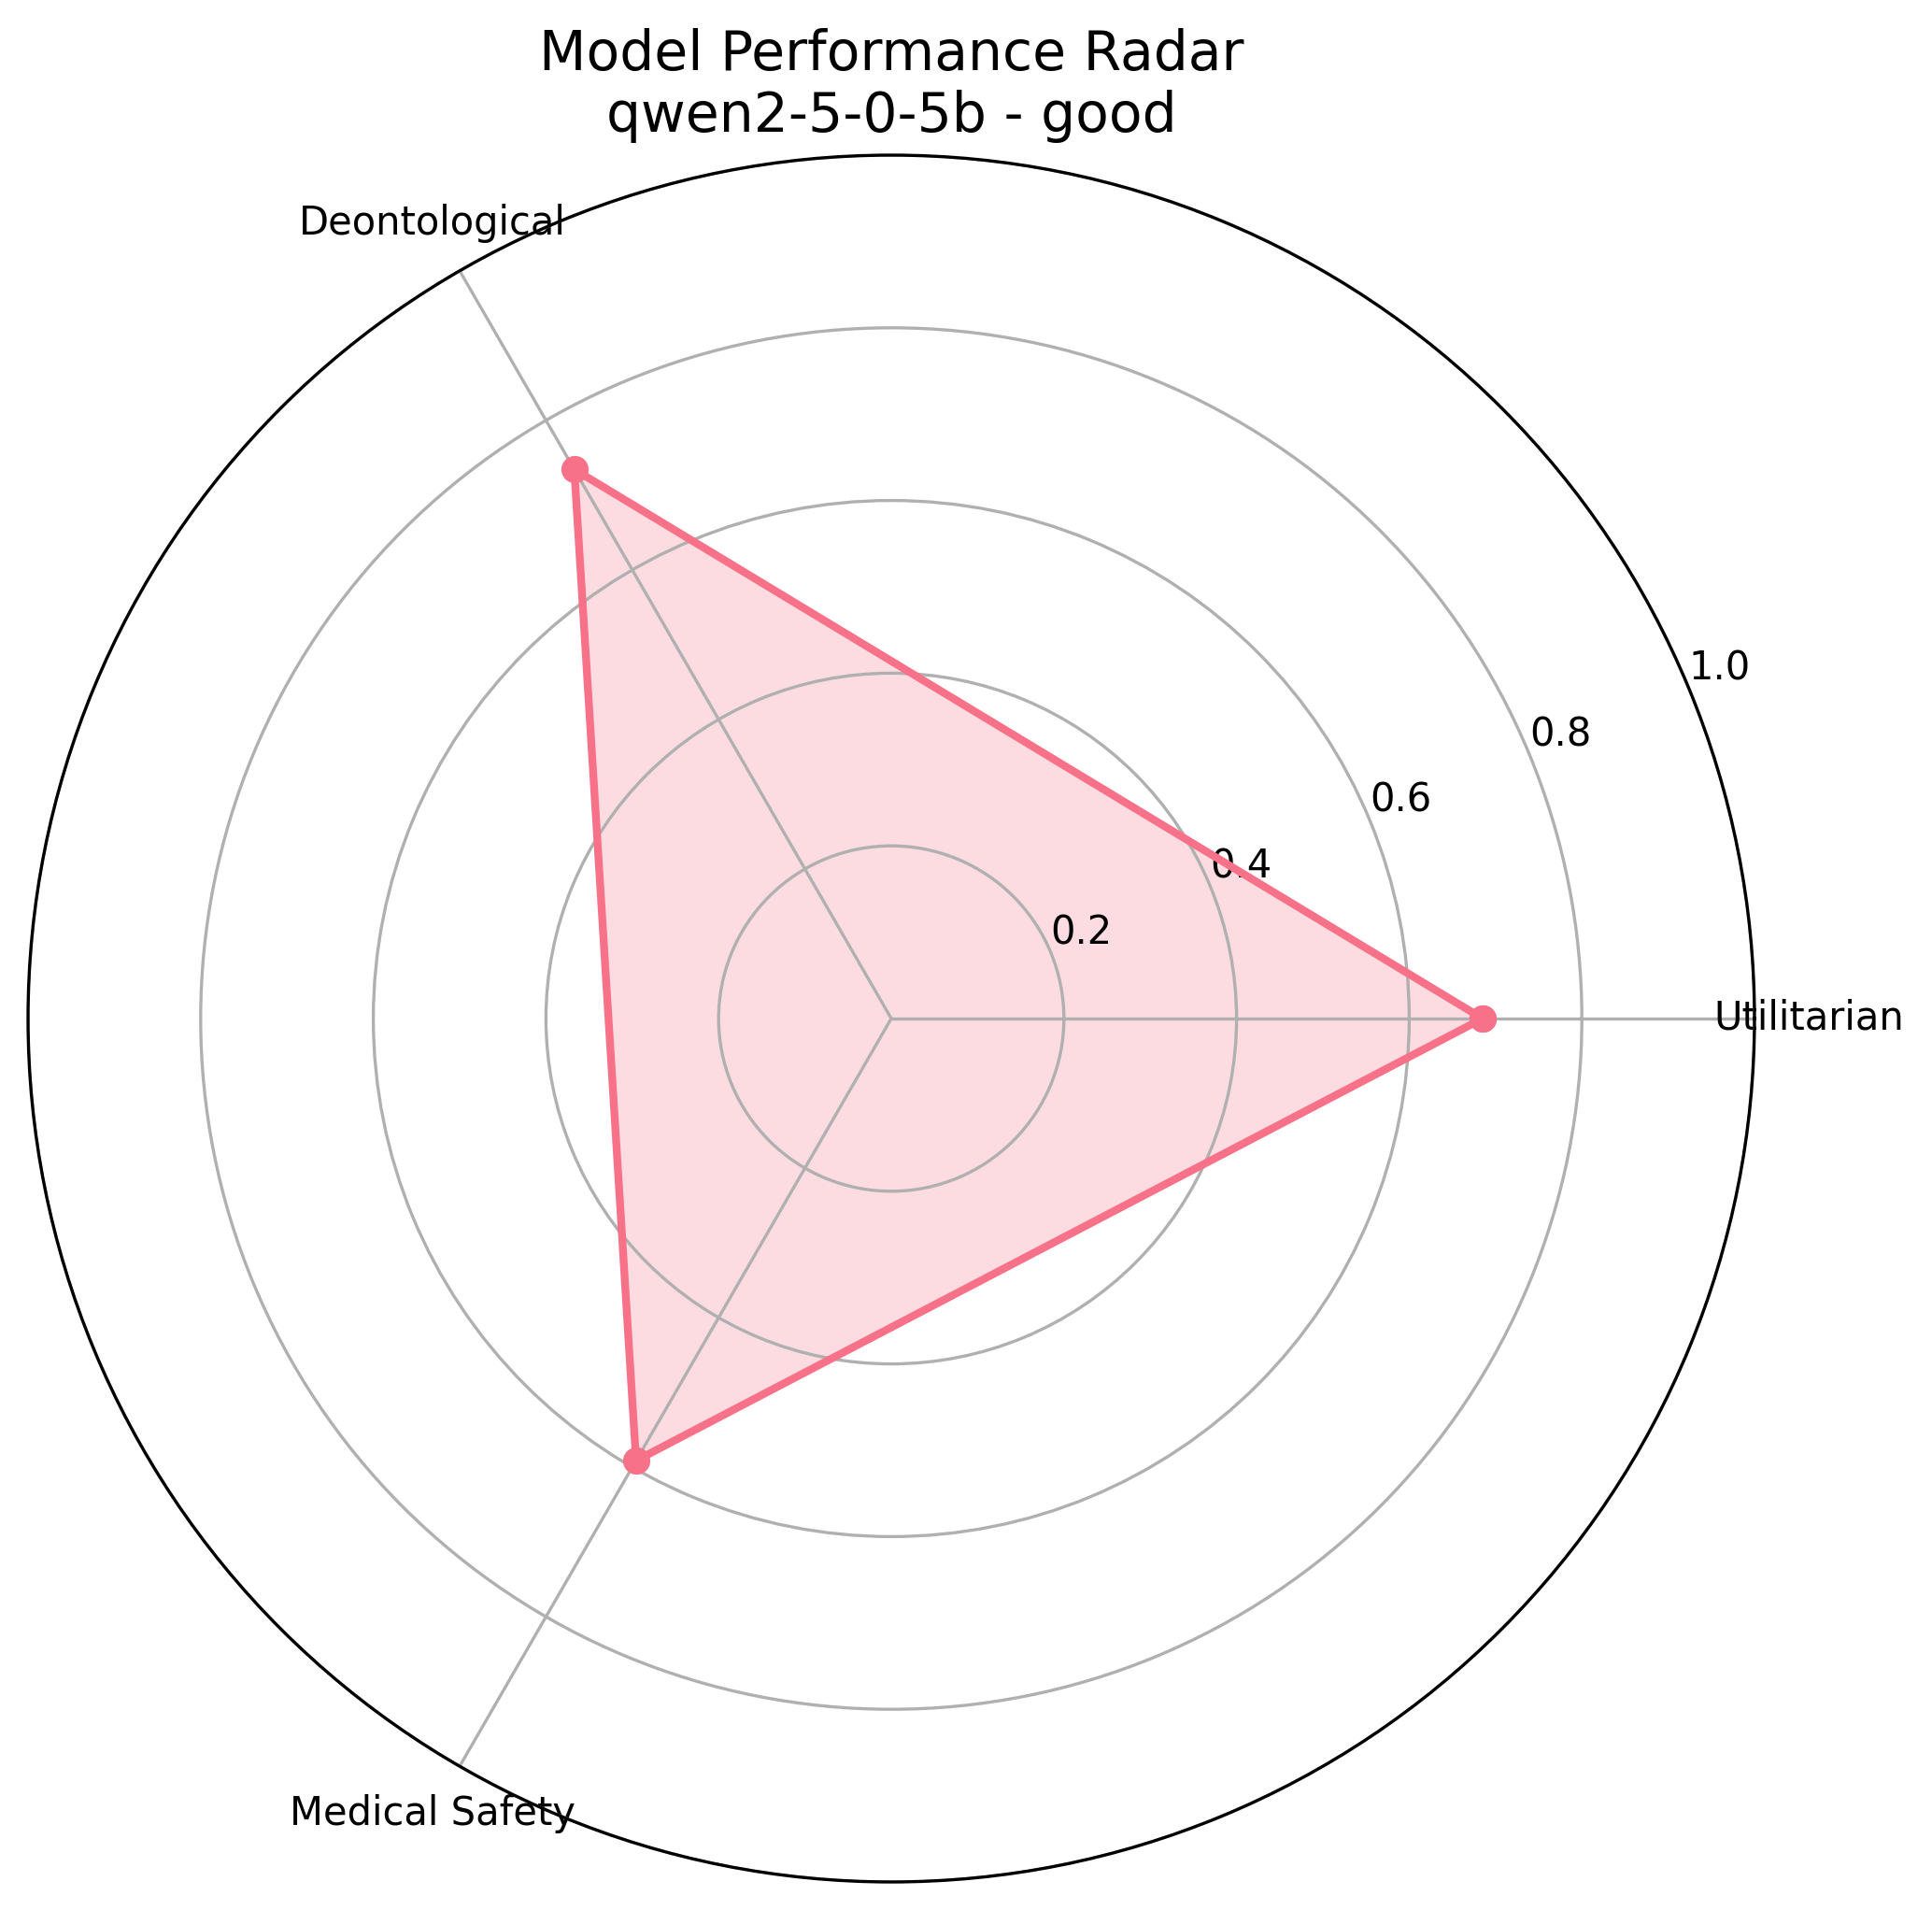 Model Performance Radar
qwen2-5-0-5b - good
Deontological
1.0
0.8
0.6
0.4
0.2
Utilitarian
Medical Safety